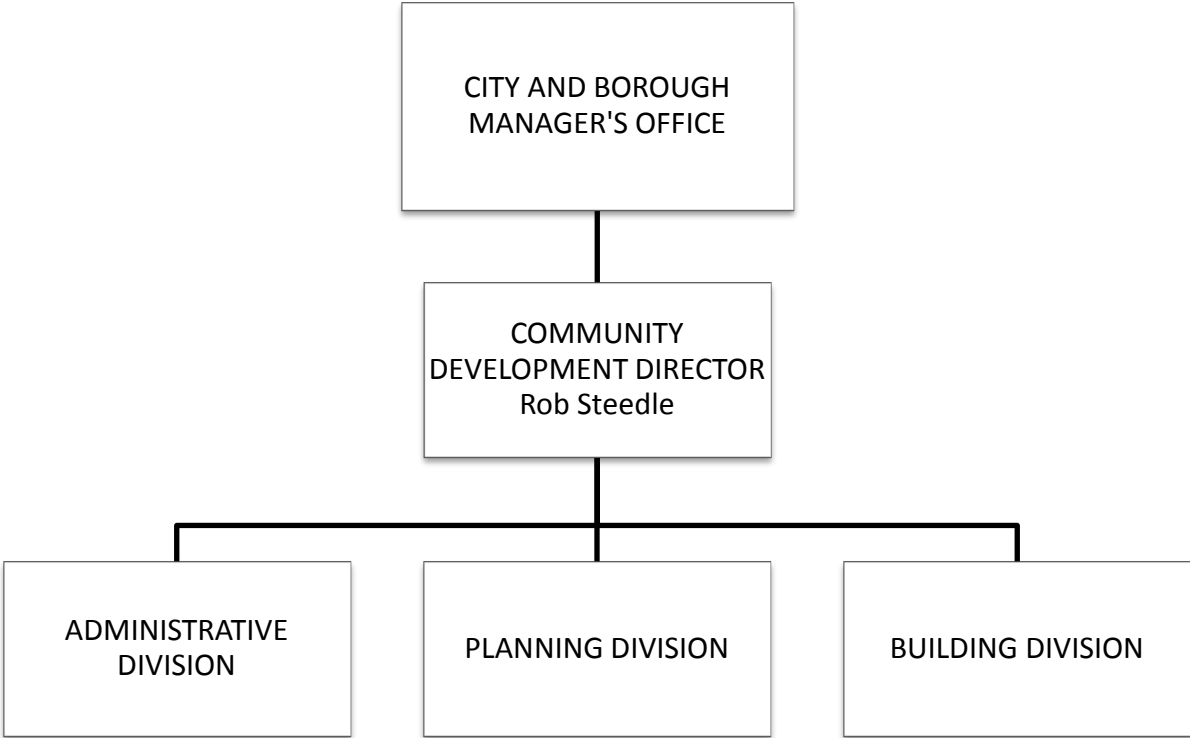 CITY AND BOROUGH
MANAGER'S OFFICE
COMMUNITY
DEVELOPMENT DIRECTOR
Rob Steedle
ADMINISTRATIVE
DIVISION
PLANNING DIVISION
BUILDING DIVISION